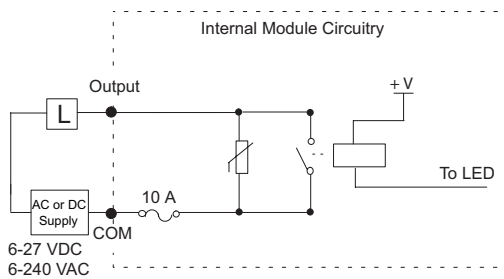 Internal Module Circuitry
Output
+V
L
To LED
10 A
AC or DC
Supply
COM
6-27 VDC
6-240 VAC